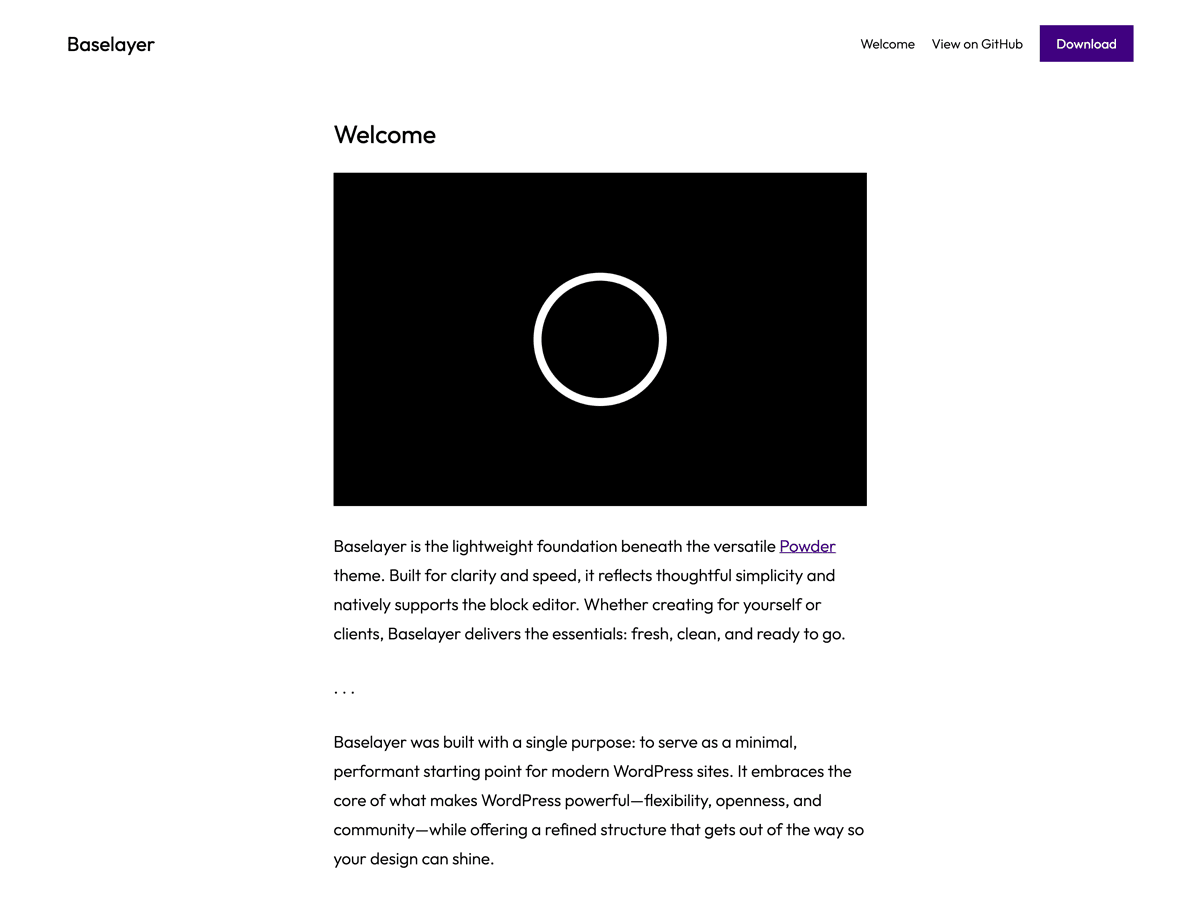 Baselayer
Welcome
View on GitHub
Download
Welcome
Baselayer is the lightweight foundation beneath the versatile Powder
theme. Built for clarity and speed, it reflects thoughtful simplicity and
natively supports the block editor. Whether creating for yourself or
clients, Baselayer delivers the essentials: fresh, clean, and ready to go.
. . .
Baselayer was built with a single purpose: to serve as a minimal,
performant starting point for modern WordPress sites. It embraces the
core of what makes WordPress powerful—flexibility, openness, and
community—while offering a refined structure that gets out of the way so
your design can shine.